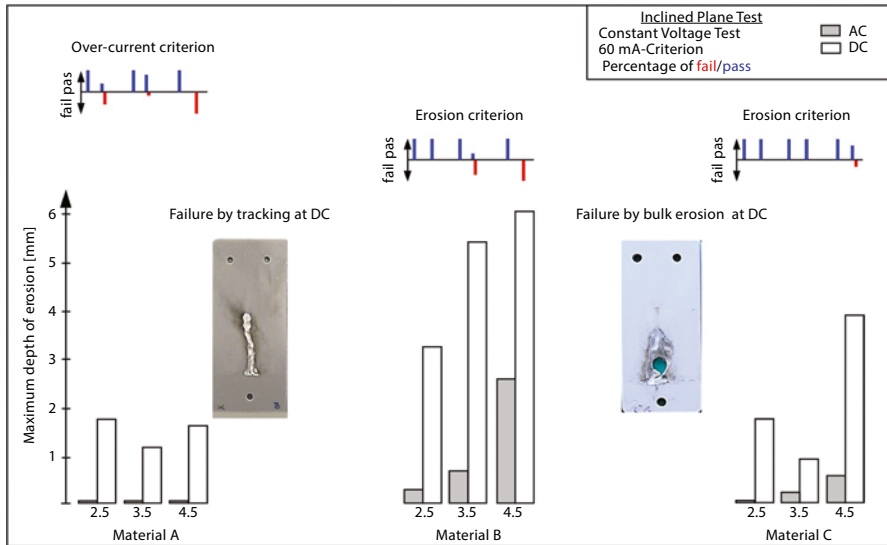 Inclined Plane Test
Constant Voltage Test
60 mA-Criterion
Percentage of fail/pass
AC
DC
Over-current criterion
fail pas
Erosion criterion
fail pas
Erosion criterion
fail pas
Failure by tracking at DC
Failure by bulk erosion at DC
Maximum depth of erosion [mm]
6
5
4
3
2
1
2.5 3.5 4.5
Material A
2.5 3.5 4.5
Material B
2.5 3.5 4.5
Material C